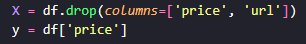 X = df.drop(columns=['price', 'url'])
y = df['price']